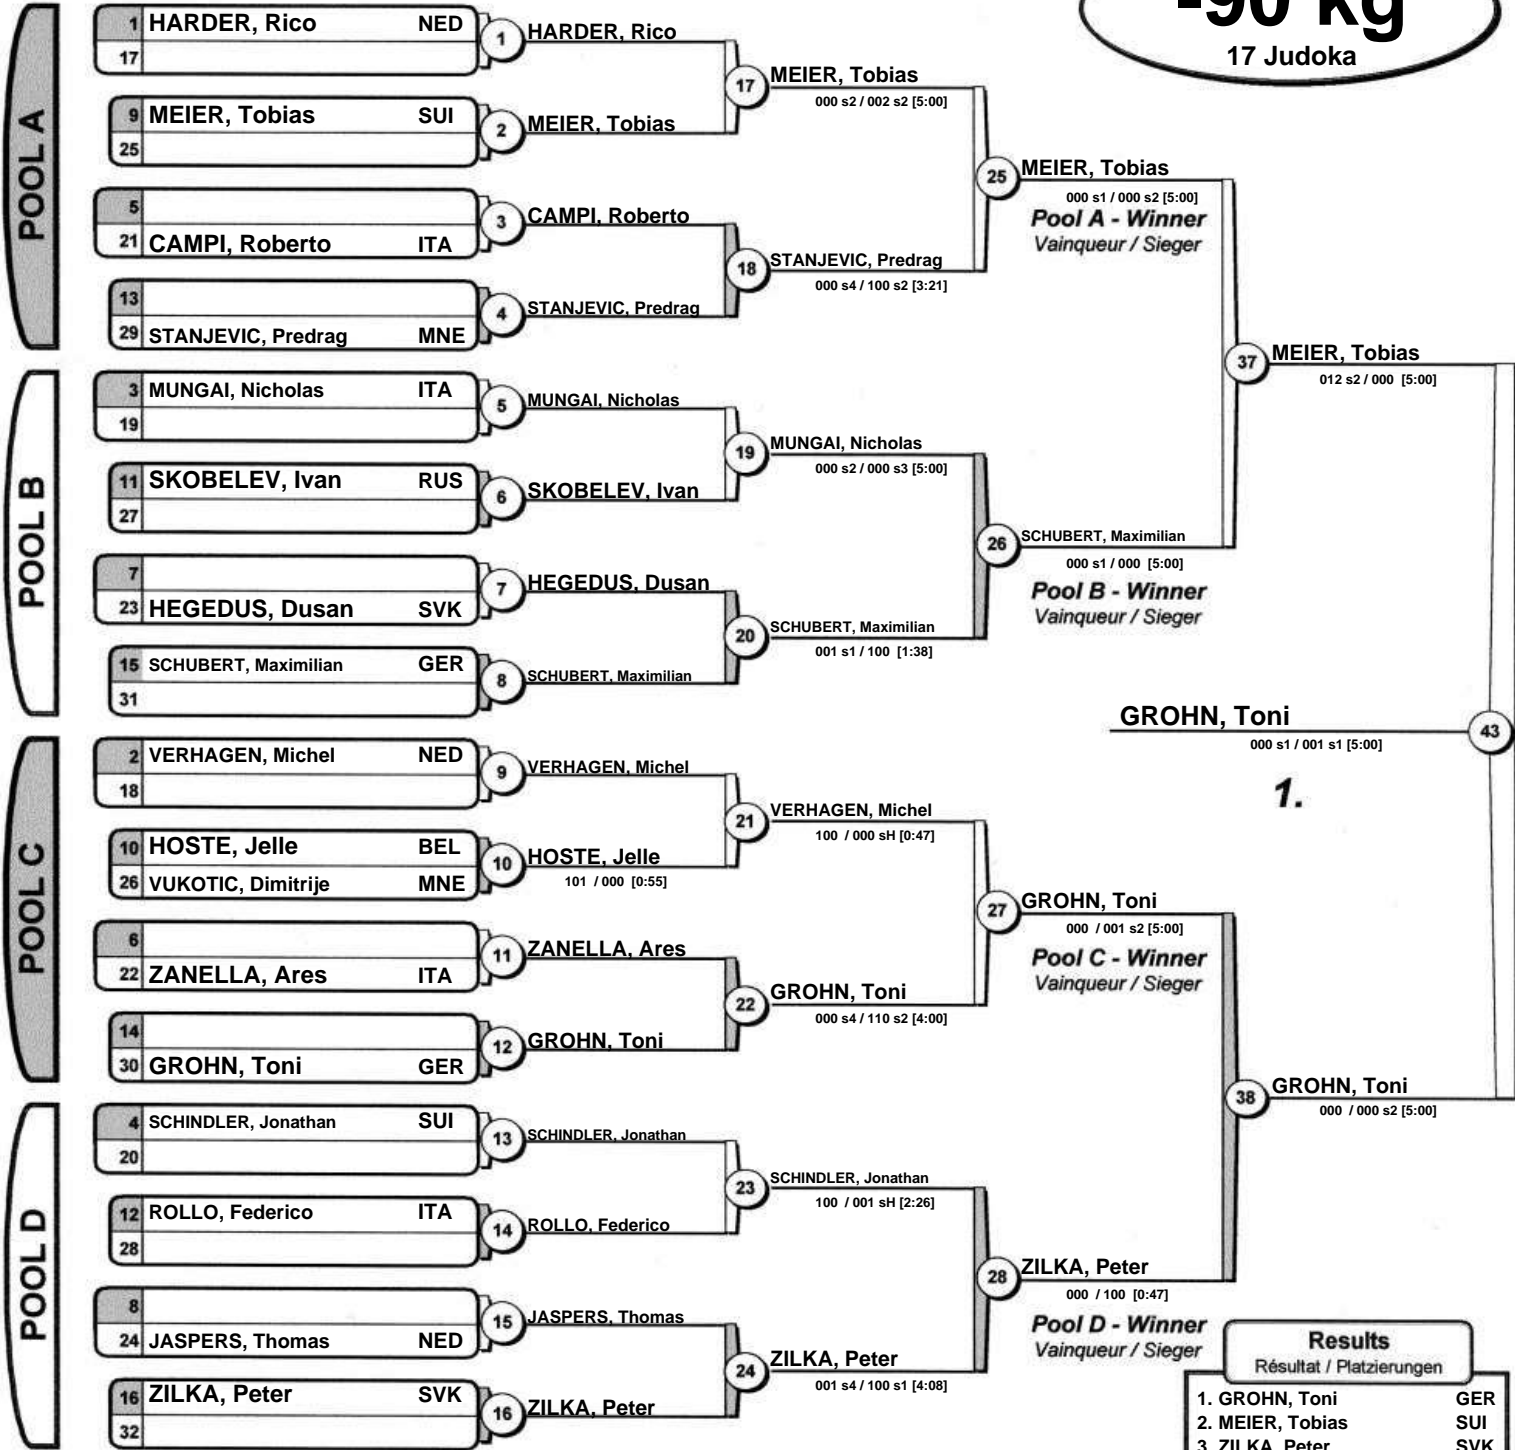 -90 kg
17 Judoka
POOL A
1 HARDER, Rico NED
17
1 HARDER, Rico
9 MEIER, Tobias SUI
25
2 MEIER, Tobias
17 MEIER, Tobias
000 s2 / 002 s2 [5:00]
5
21 CAMPI, Roberto ITA
3 CAMPI, Roberto
13
29 STANJEVIC, Predrag MNE
4 STANJEVIC, Predrag
18 STANJEVIC, Predrag
000 s4 / 100 s2 [3:21]
25 MEIER, Tobias
000 s1 / 000 s2 [5:00]
Pool A - Winner
Vainqueur / Sieger
POOL B
3 MUNGAI, Nicholas ITA
19
5 MUNGAI, Nicholas
11 SKOBELEV, Ivan RUS
27
6 SKOBELEV, Ivan
19 MUNGAI, Nicholas
000 s2 / 000 s3 [5:00]
7
23 HEGEDUS, Dusan SVK
7 HEGEDUS, Dusan
15 SCHUBERT, Maximilian GER
31
8 SCHUBERT, Maximilian
20 SCHUBERT, Maximilian
001 s1 / 100 [1:38]
26 SCHUBERT, Maximilian
000 s1 / 000 [5:00]
Pool B - Winner
Vainqueur / Sieger
37 MEIER, Tobias
012 s2 / 000 [5:00]
POOL C
2 VERHAGEN, Michel NED
18
9 VERHAGEN, Michel
10 HOSTE, Jelle BEL
26 VUKOTIC, Dimitrije MNE
10 HOSTE, Jelle
101 / 000 [0:55]
21 VERHAGEN, Michel
100 / 000 sH [0:47]
6
22 ZANELLA, Ares ITA
11 ZANELLA, Ares
14
30 GROHN, Toni GER
12 GROHN, Toni
22 GROHN, Toni
000 s4 / 110 s2 [4:00]
27 GROHN, Toni
000 / 001 s2 [5:00]
Pool C - Winner
Vainqueur / Sieger
POOL D
4 SCHINDLER, Jonathan SUI
20
13 SCHINDLER, Jonathan
12 ROLLO, Federico ITA
28
14 ROLLO, Federico
23 SCHINDLER, Jonathan
100 / 001 sH [2:26]
8
24 JASPERS, Thomas NED
15 JASPERS, Thomas
16 ZILKA, Peter SVK
32
16 ZILKA, Peter
24 ZILKA, Peter
001 s4 / 100 s1 [4:08]
28 ZILKA, Peter
000 / 100 [0:47]
Pool D - Winner
Vainqueur / Sieger
38 GROHN, Toni
000 / 000 s2 [5:00]
GROHN, Toni 43
000 s1 / 001 s1 [5:00]
1.
Results
Résultat / Platzierungen
1. GROHN, Toni GER
2. MEIER, Tobias SUI
3. ZILKA, Peter SVK